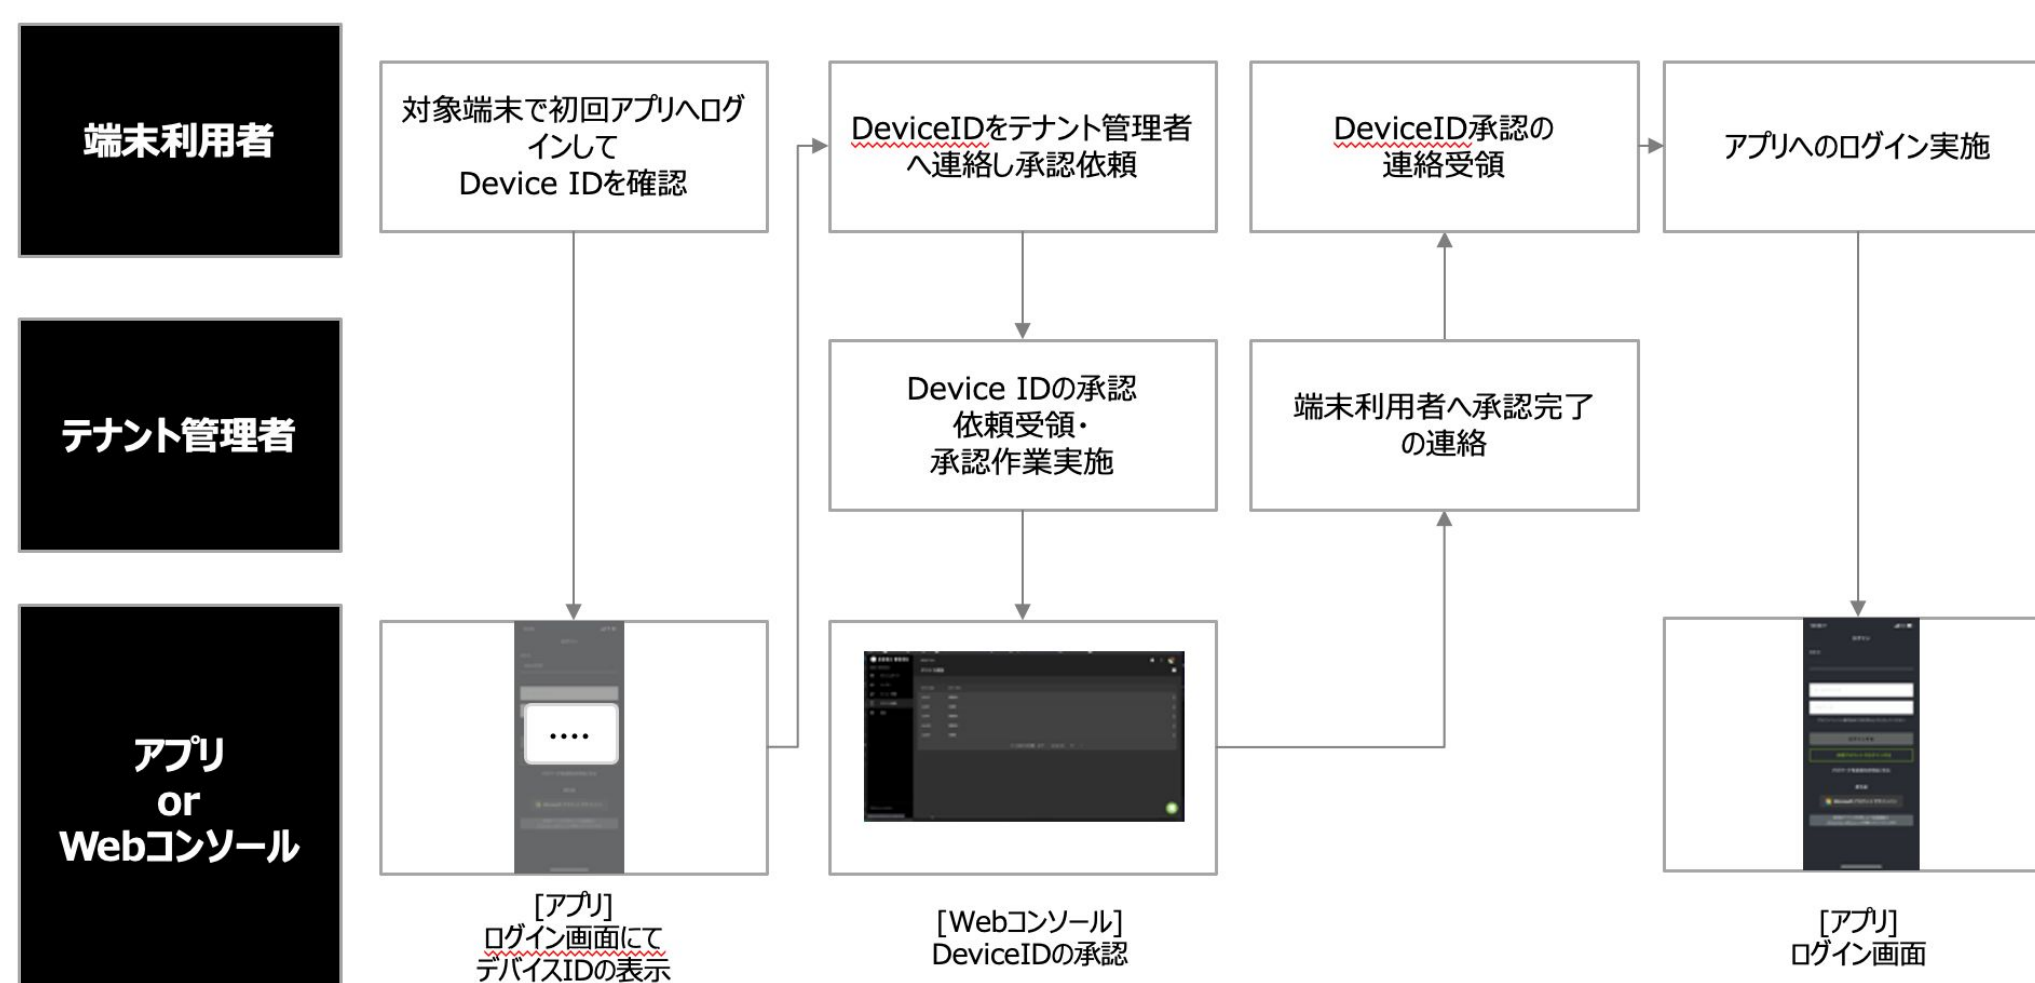 端末利用者
対象端末で初回アプリへログ
インして
Device IDを確認
DeviceIDをテナント管理者
へ連絡し承認依頼
DeviceID承認の
連絡受領
アプリへのログイン実施
テナント管理者
Device IDの承認
依頼受領・
承認作業実施
端末利用者へ承認完了
の連絡
アプリ
or
Webコンソール
••••
[アプリ]
ログイン画面にて
デバイスIDの表示
[Webコンソール]
DeviceIDの承認
ログイン
[アプリ]
ログイン画面